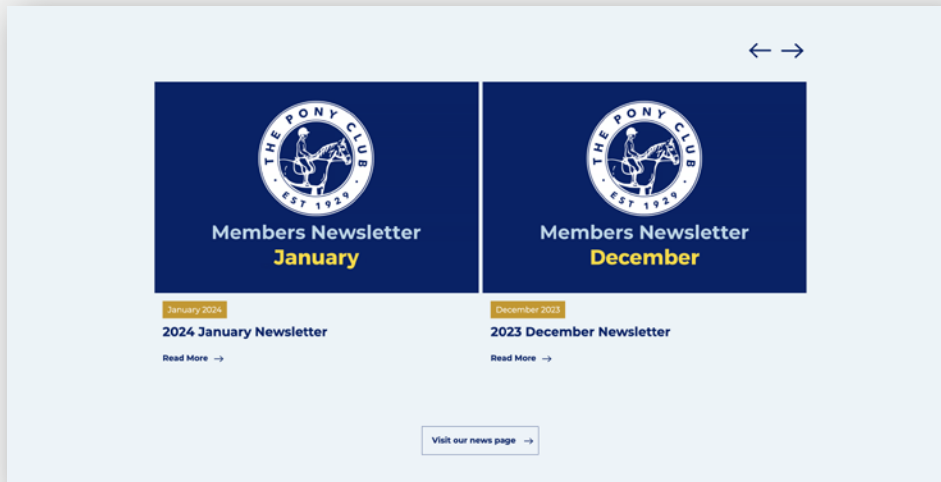 THE PONY CLUB
EST 1929
Members Newsletter
January
January 2024
2024 January Newsletter
Read More
THE PONY CLUB
EST 1929
Members Newsletter
December
December 2023
2023 December Newsletter
Read More
Visit our news page